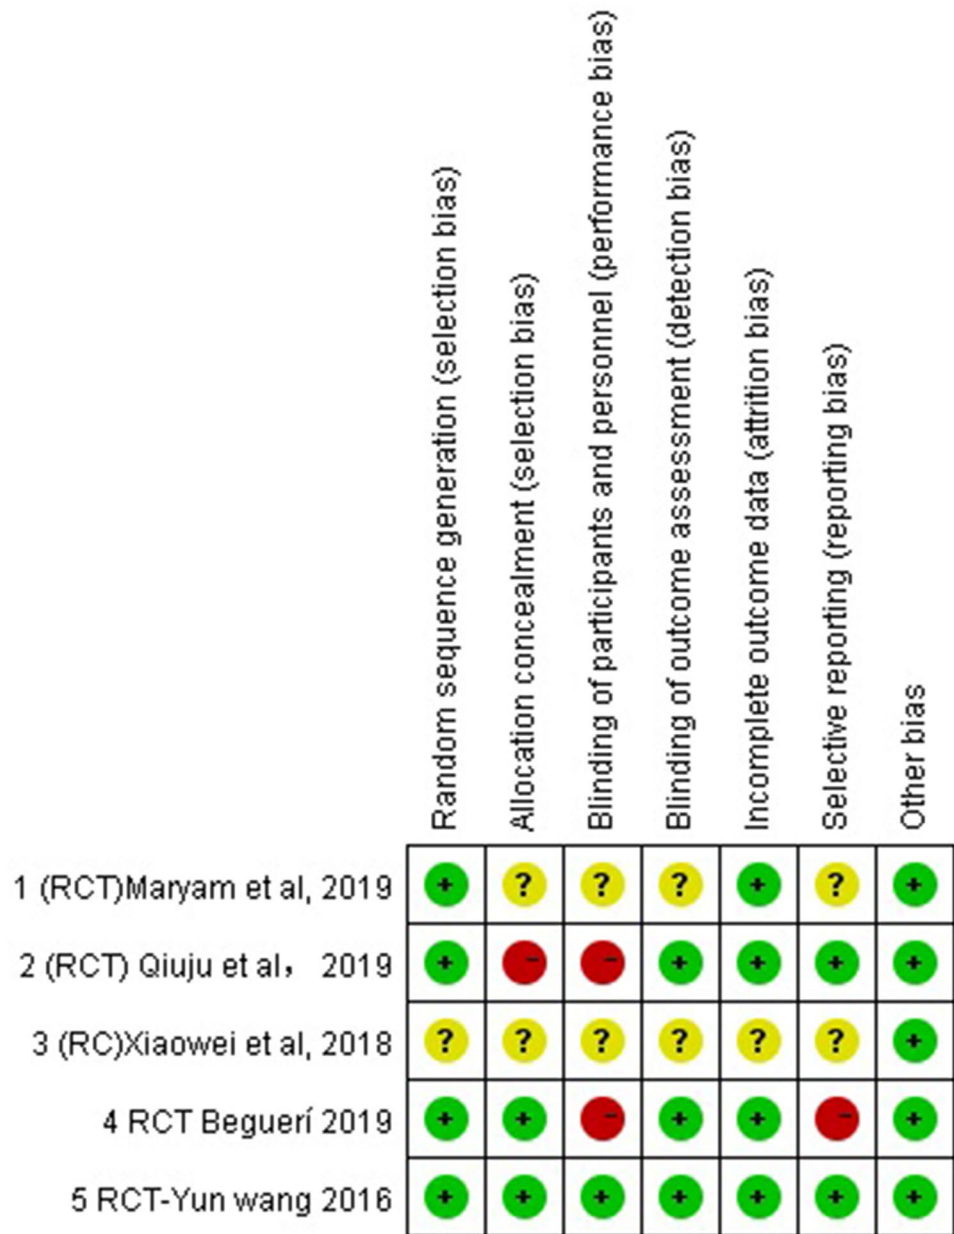 Random sequence generation (selection bias)
Allocation concealment (selection bias)
Blinding of participants and personnel (performance bias)
Blinding of outcome assessment (detection bias)
Incomplete outcome data (attrition bias)
Selective reporting (reporting bias)
Other bias
1 (RCT)Maryam et al, 2019 + ? ? ? + ? +
2 (RCT) Qiuju et al， 2019 + - - + + + +
3 (RC)Xiaowei et al, 2018 ? ? ? ? ? ? +
4 RCT Beguerí 2019 + + - + + - +
5 RCT-Yun wang 2016 + + + + + + +